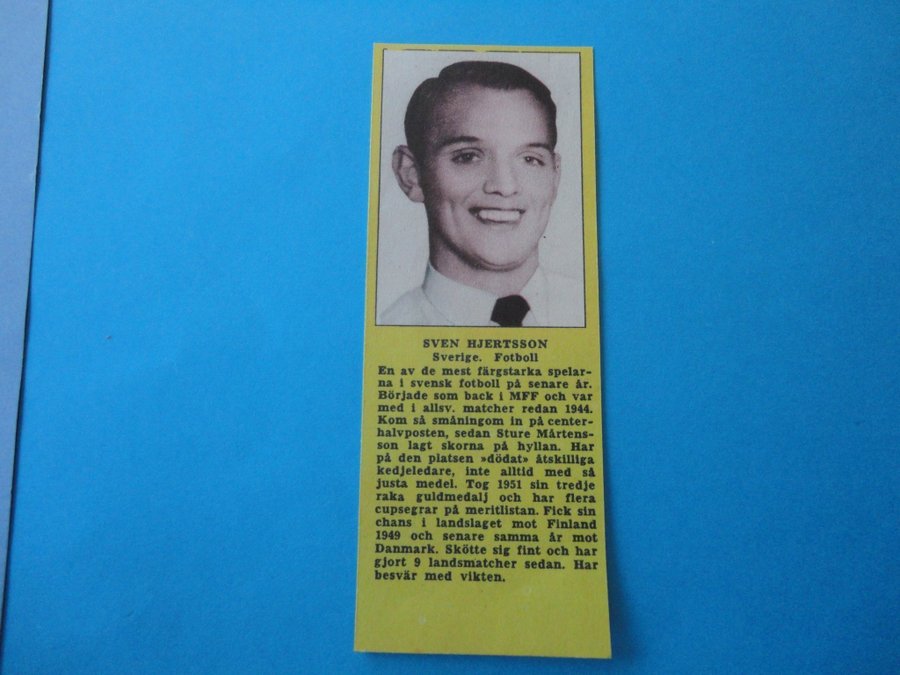 SVEN HJERTSSON
Sverige. Fotboll
En av de mest färgstarka spelar-
na i svensk fotboll på senare år.
Började som back i MFF och var
med i allsv. matcher redan 1944.
Kom så småningom in på center-
halvposten, sedan Sture Mårtens-
son lagt skorna på hyllan. Har
på den platsen »dödat» åtskilliga
kedjeledare, inte alltid med så
justa medel. Tog 1951 sin tredje
raka guldmedalj och har flera
cupsegrar på meritlistan. Fick sin
chans i landslaget mot Finland
1949 och senare samma år mot
Danmark. Skötte sig fint och har
gjort 9 landsmatcher sedan. Har
besvär med vikten.